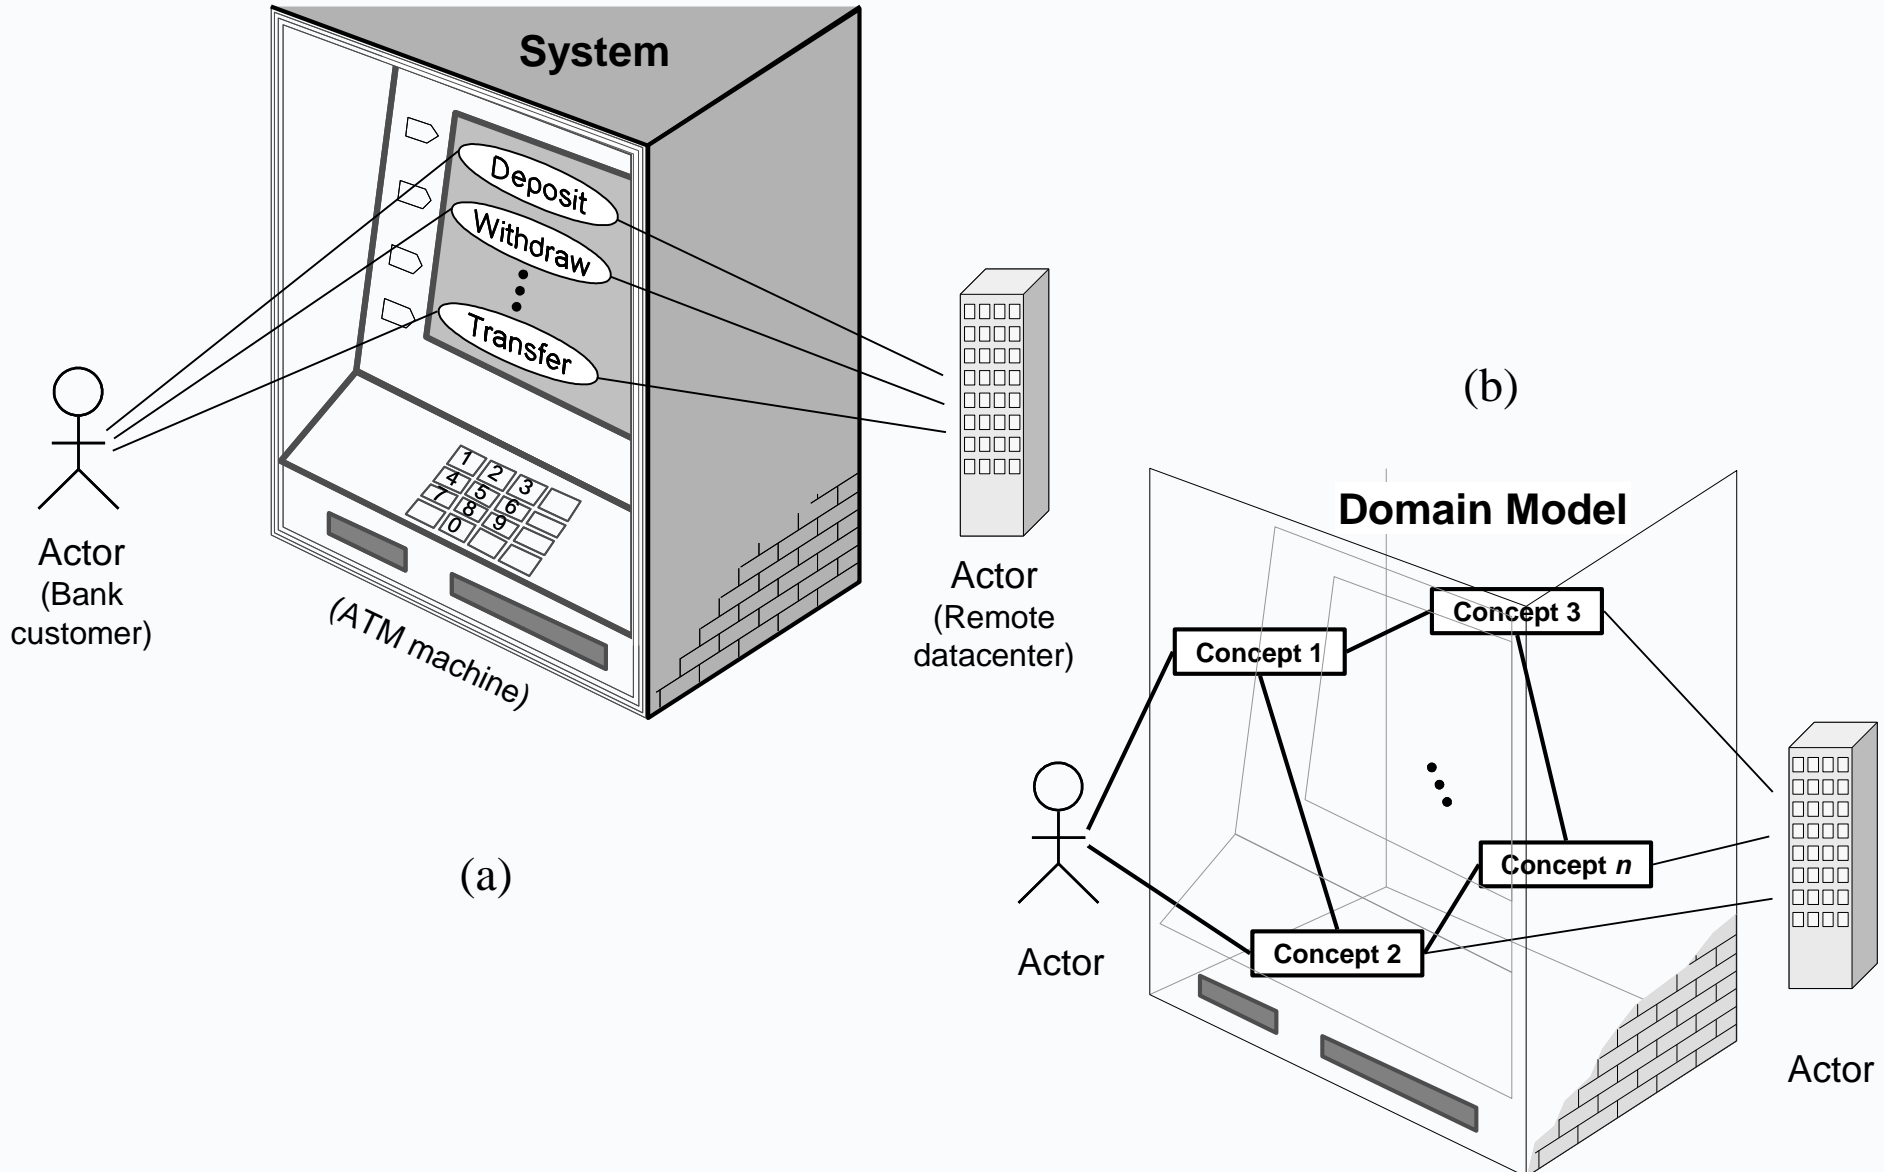 System
Deposit
Withdraw
Transfer
1 2 3
4 5 6
7 8 9
0
Actor
(Bank
customer)
(ATM machine)
Actor
(Remote
datacenter)
(a)
(b)
Domain Model
Concept 3
Concept 1
Concept n
Concept 2
Actor
Actor